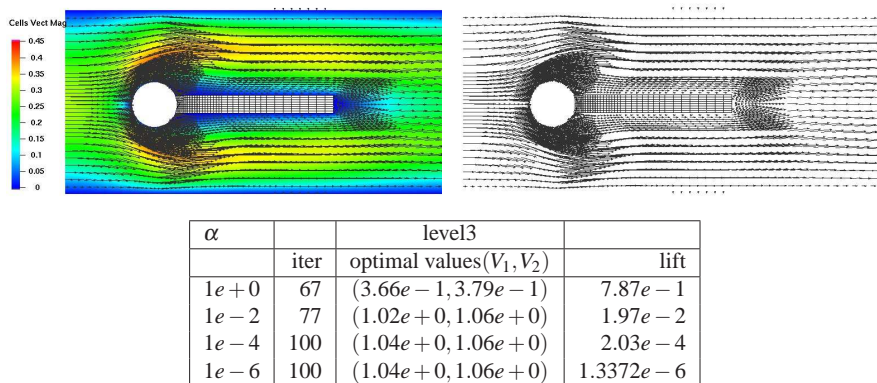 Cells Vect Mag
0.45
0.4
0.35
0.3
0.25
0.2
0.15
0.1
0.05
0
α level3
iter optimal values(V₁,V₂) lift
1e+0 67 (3.66e−1,3.79e−1) 7.87e−1
1e−2 77 (1.02e+0,1.06e+0) 1.97e−2
1e−4 100 (1.04e+0,1.06e+0) 2.03e−4
1e−6 100 (1.04e+0,1.06e+0) 1.3372e−6